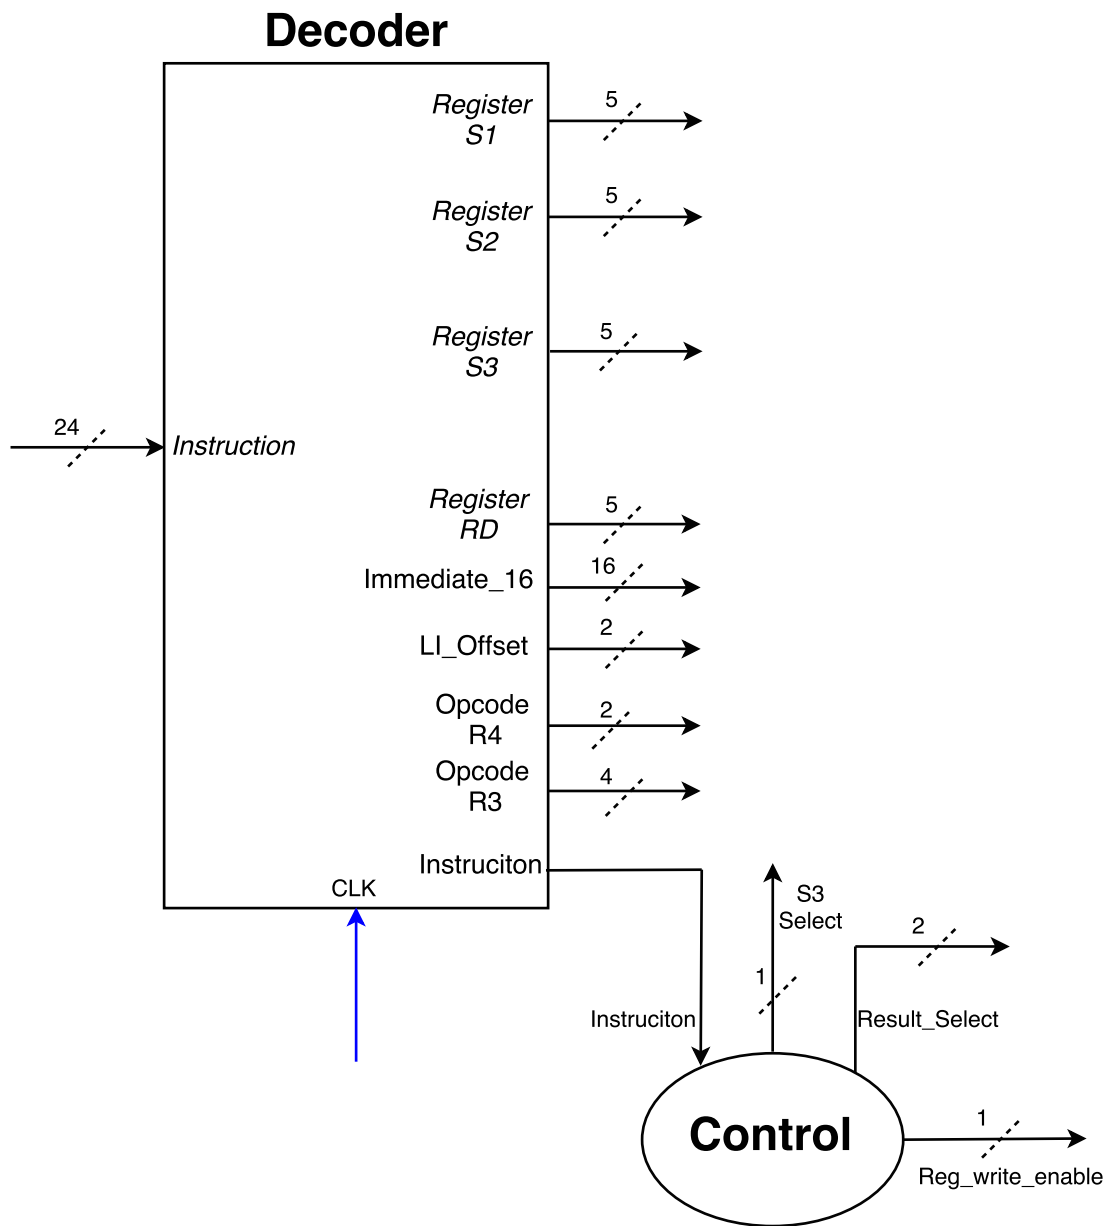 Decoder
Register
S1
5
Register
S2
5
Register
S3
5
24
Instruction
Register
RD
5
Immediate_16
16
LI_Offset
2
Opcode
R4
2
Opcode
R3
4
Instruciton
CLK
S3
Select
1
2
Instruciton
Result_Select
Control
1
Reg_write_enable